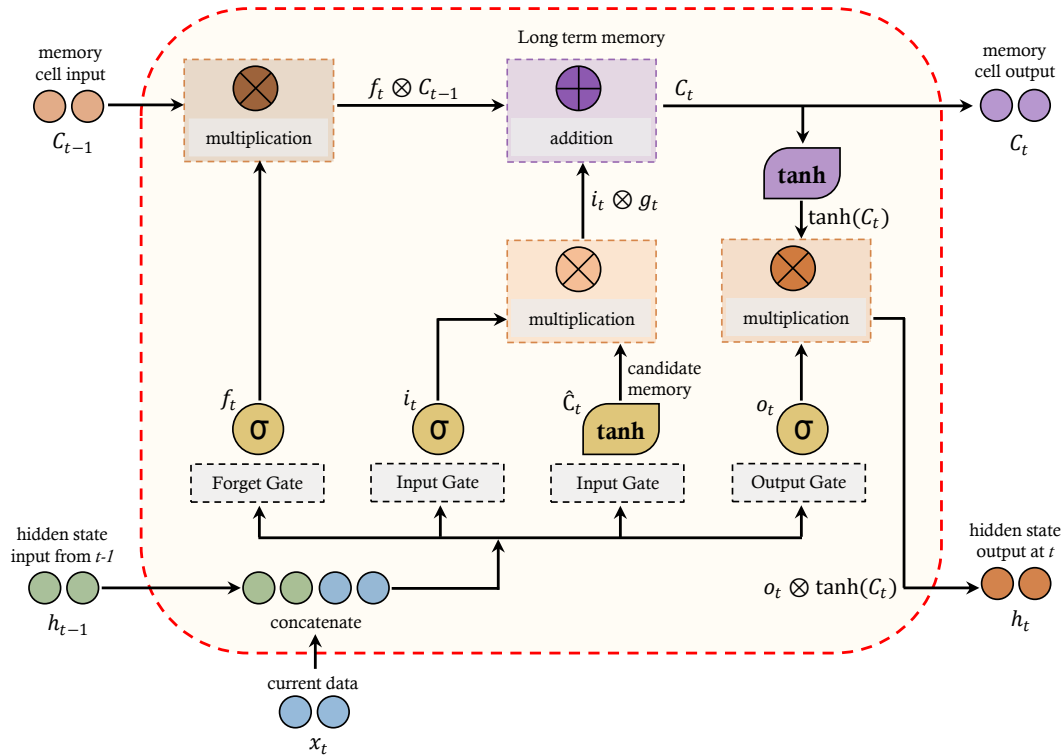 Long term memory
memory
cell input
C_{t−1}
multiplication
f_t ⊗ C_{t−1}
addition
C_t
memory
cell output
C_t
tanh
tanh(C_t)
i_t ⊗ g_t
multiplication
multiplication
candidate
memory
f_t
σ
i_t
σ
Ĉ_t
tanh
o_t
σ
Forget Gate
Input Gate
Input Gate
Output Gate
hidden state
input from t-1
h_{t−1}
concatenate
o_t ⊗ tanh(C_t)
hidden state
output at t
h_t
current data
x_t